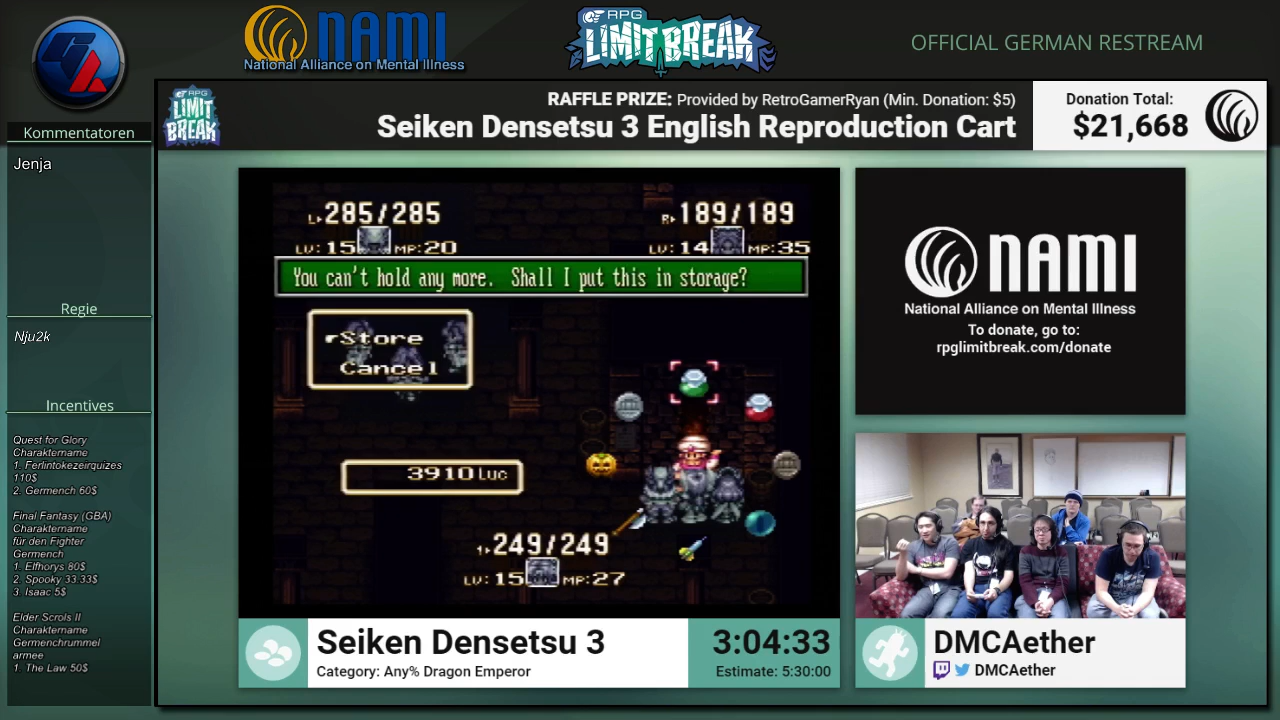 NAMI
National Alliance on Mental Illness
RPG
LIMIT BREAK
OFFICIAL GERMAN RESTREAM
Kommentatoren
Jenja
Regie
Nju2k
Incentives
Quest for Glory
Charaktername
1. Ferlintokezeirquizes
110$
2. Germench 60$
Final Fantasy (GBA)
Charaktername
für den Fighter
Germench
1. Elfhorys 80$
2. Spooky 33.33$
3. Isaac 5$
Elder Scrolls II
Charaktername
Germenchrummel
armee
1. The Law 50$
RPG
LIMIT
BREAK
RAFFLE PRIZE: Provided by RetroGamerRyan (Min. Donation: $5)
Seiken Densetsu 3 English Reproduction Cart
Donation Total:
$21,668
L 285/285
LV: 15 MP: 20
R 189/189
LV: 14 MP: 35
You can't hold any more. Shall I put this in storage?
Store
Cancel
3910 Luc
1 249/249
LV: 15 MP: 27
NAMI
National Alliance on Mental Illness
To donate, go to:
rpglimitbreak.com/donate
Seiken Densetsu 3
Category: Any% Dragon Emperor
3:04:33
Estimate: 5:30:00
DMCAether
DMCAether